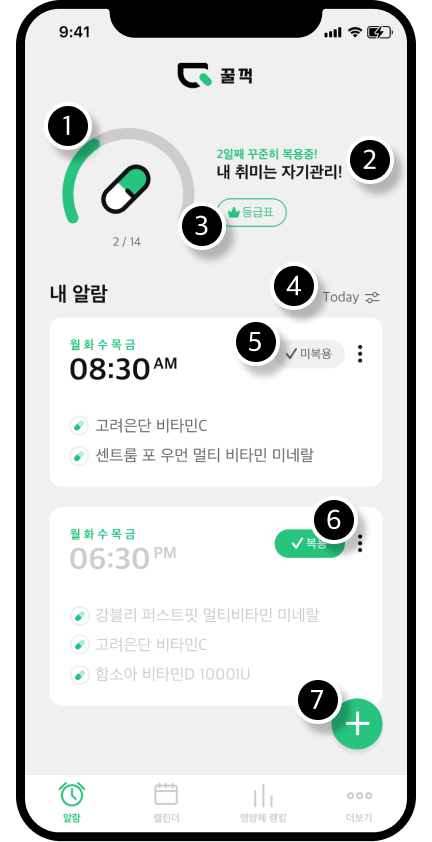 9:41
꿀꺽
1
2일째 꾸준히 복용중!
내 취미는 자기관리!
2
3
등급표
2 / 14
내 알람
4
Today
월 화 수 목 금
08:30 AM
5
미복용
고려은단 비타민C
센트룸 포 우먼 멀티 비타민 미네랄
6
월 화 수 목 금
06:30 PM
복용
강블리 퍼스트핏 멀티비타민 미네랄
고려은단 비타민C
함소아 비타민D 1000IU
7
알람
캘린더
영양제 랭킹
더보기